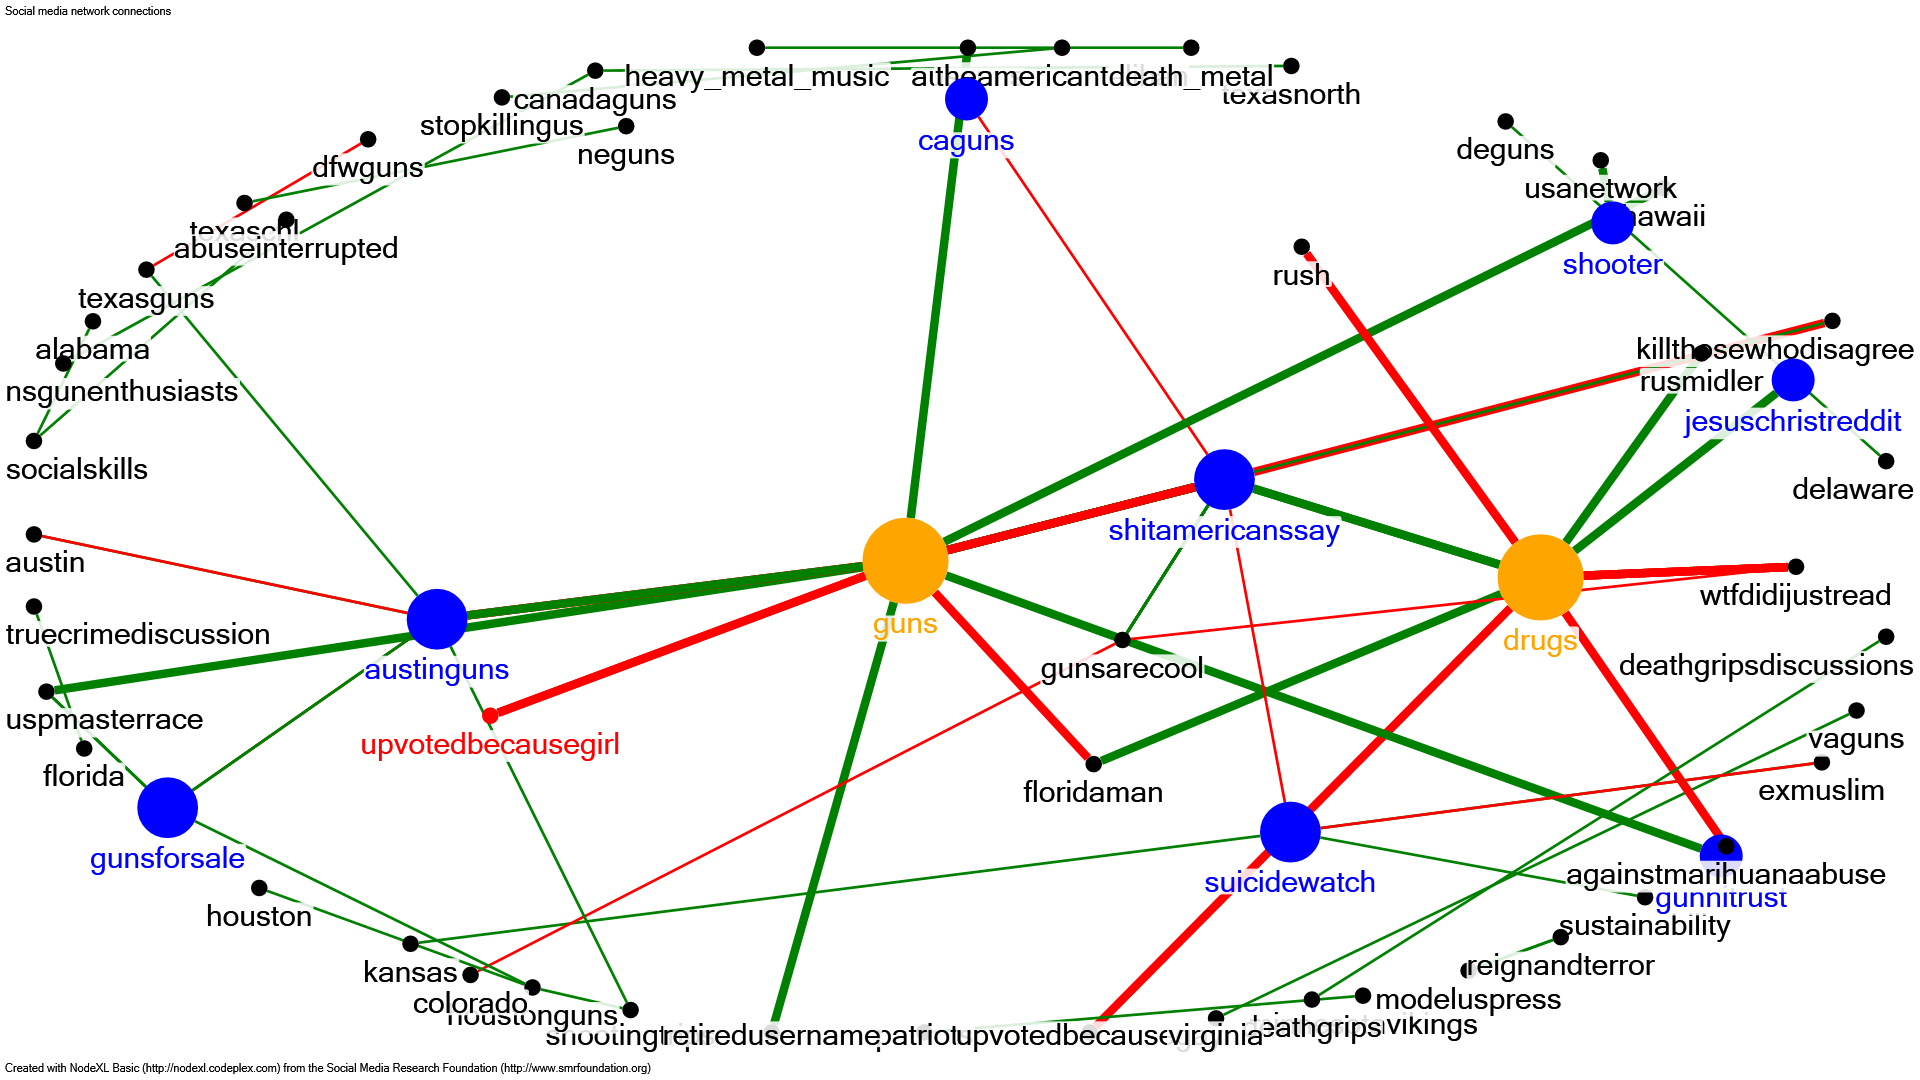 Social media network connections
heavy_metal_music
texasnorth
canadaguns
stopkillingus
caguns
neguns
deguns
dfwguns
usanetwork
texaschl
hawaii
abuseinterrupted
shooter
rush
texasguns
alabama
killthosewhodisagree
rusmidler
nsgunenthusiasts
jesuschristreddit
socialskills
delaware
shitamericanssay
austin
wtfdidijustread
guns
truecrimediscussion
drugs
austinguns
gunsarecool
deathgripsdiscussions
uspmasterrace
upvotedbecausegirl
vaguns
florida
floridaman
exmuslim
gunsforsale
suicidewatch
againstmarihuanaabuse
gunnitrust
houston
sustainability
kansas
reignandterror
colorado
modeluspress
houstonguns
vikings
deathgrips
retiredusername
virginia
Created with NodeXL Basic (http://nodexl.codeplex.com) from the Social Media Research Foundation (http://www.smrfoundation.org)